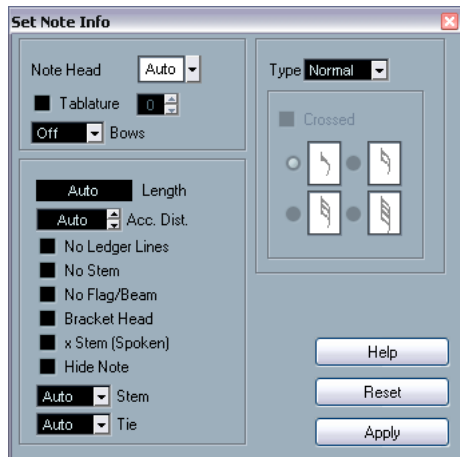 Set Note Info
Note Head Auto
Tablature 0
Off Bows
Auto Length
Auto Acc. Dist.
No Ledger Lines
No Stem
No Flag/Beam
Bracket Head
x Stem (Spoken)
Hide Note
Auto Stem
Auto Tie
Type Normal
Crossed
Help
Reset
Apply